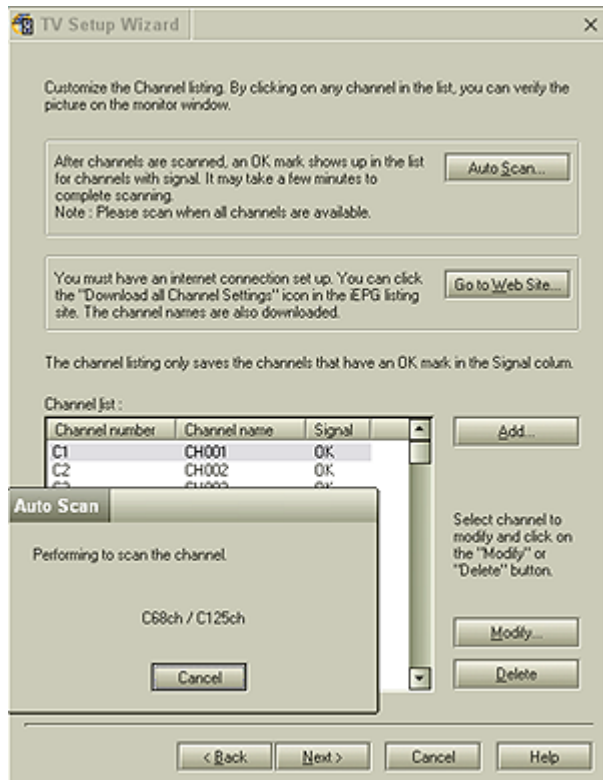 TV Setup Wizard
Customize the Channel listing. By clicking on any channel in the list, you can verify the
picture on the monitor window.
After channels are scanned, an OK mark shows up in the list
for channels with signal. It may take a few minutes to
complete scanning.
Note : Please scan when all channels are available.
Auto Scan...
You must have an internet connection set up. You can click
the "Download all Channel Settings" icon in the iEPG listing
site. The channel names are also downloaded.
Go to Web Site...
The channel listing only saves the channels that have an OK mark in the Signal colum.
Channel list :
Channel number Channel name Signal
C1 CH001 OK
C2 CH002 OK
Add...
Auto Scan
Performing to scan the channel.
C68ch / C125ch
Cancel
Select channel to
modify and click on
the "Modify" or
"Delete" button.
Modify...
Delete
< Back Next > Cancel Help